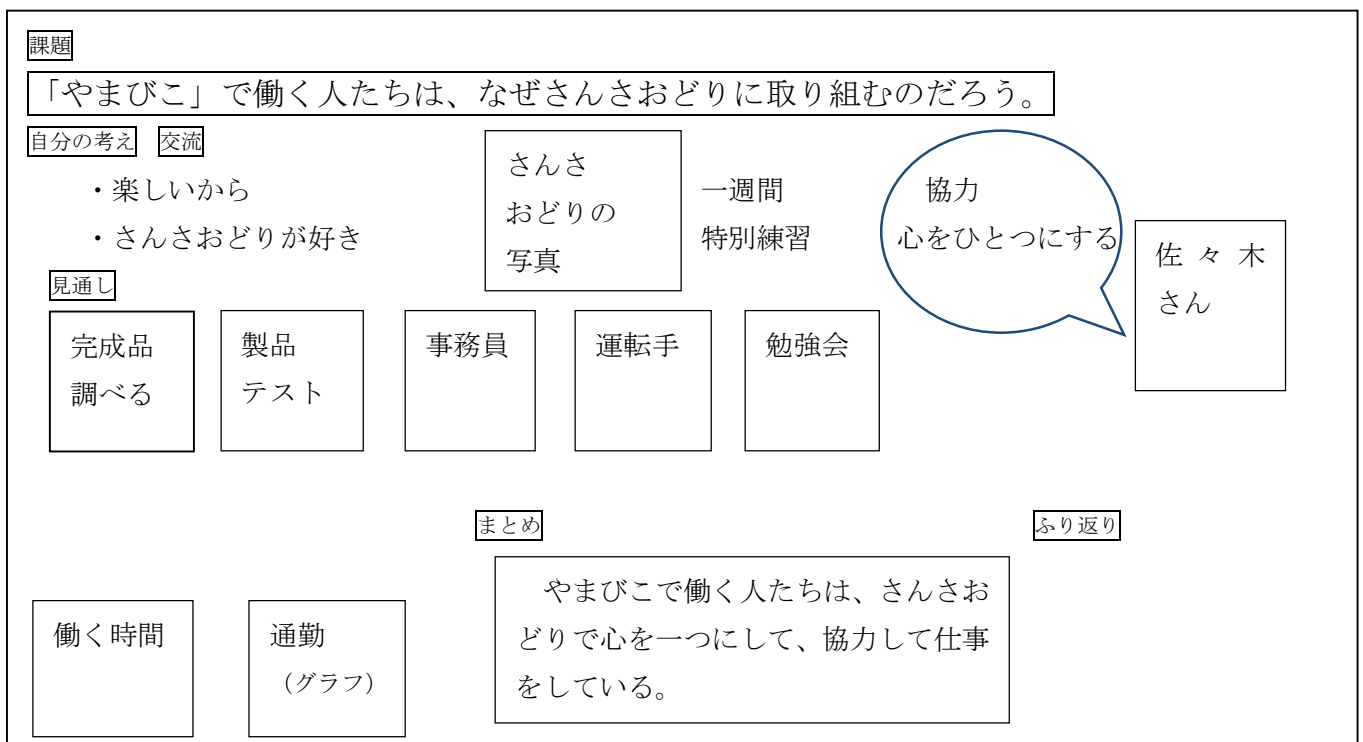 課題
「やまびこ」で働く人たちは、なぜさんさおどりに取り組むのだろう。
自分の考え 交流
・楽しいから
・さんさおどりが好き
さんさ
おどりの
写真
一週間
特別練習
協力
心をひとつにする
佐々木
さん
見通し
完成品
調べる
製品
テスト
事務員
運転手
勉強会
働く時間
通勤
（グラフ）
まとめ
やまびこで働く人たちは、さんさお
どりで心を一つにして、協力して仕事
をしている。
ふり返り